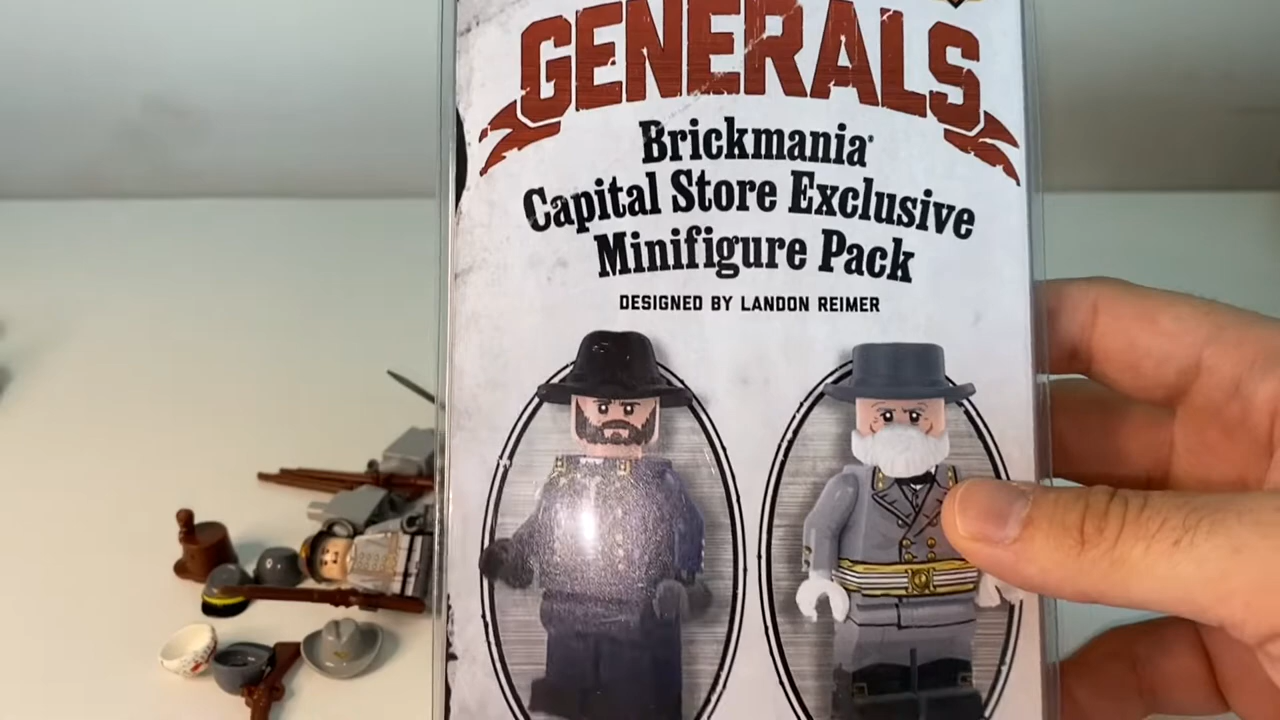 GENERALS
Brickmania®
Capital Store Exclusive
Minifigure Pack
DESIGNED BY LANDON REIMER